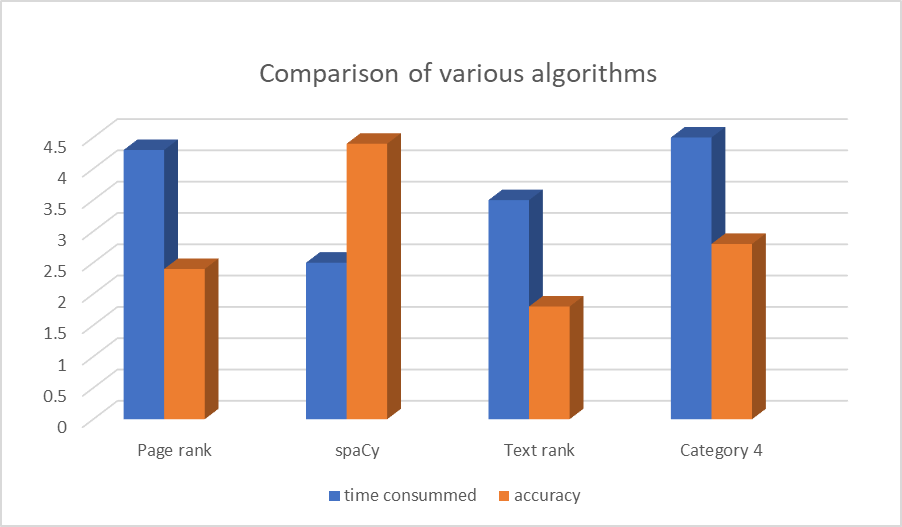 Comparison of various algorithms
4.5
4
3.5
3
2.5
2
1.5
1
0.5
0
Page rank
spaCy
Text rank
Category 4
time consummed
accuracy